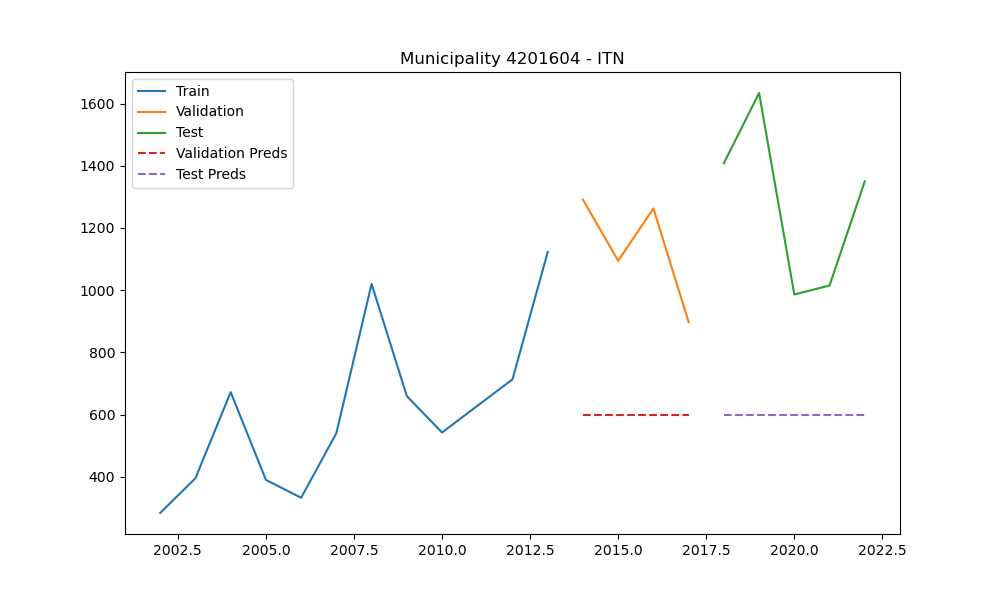 Municipality 4201604 - ITN
Train
Validation
Test
Validation Preds
Test Preds
1600
1400
1200
1000
800
600
400
2002.5 2005.0 2007.5 2010.0 2012.5 2015.0 2017.5 2020.0 2022.5